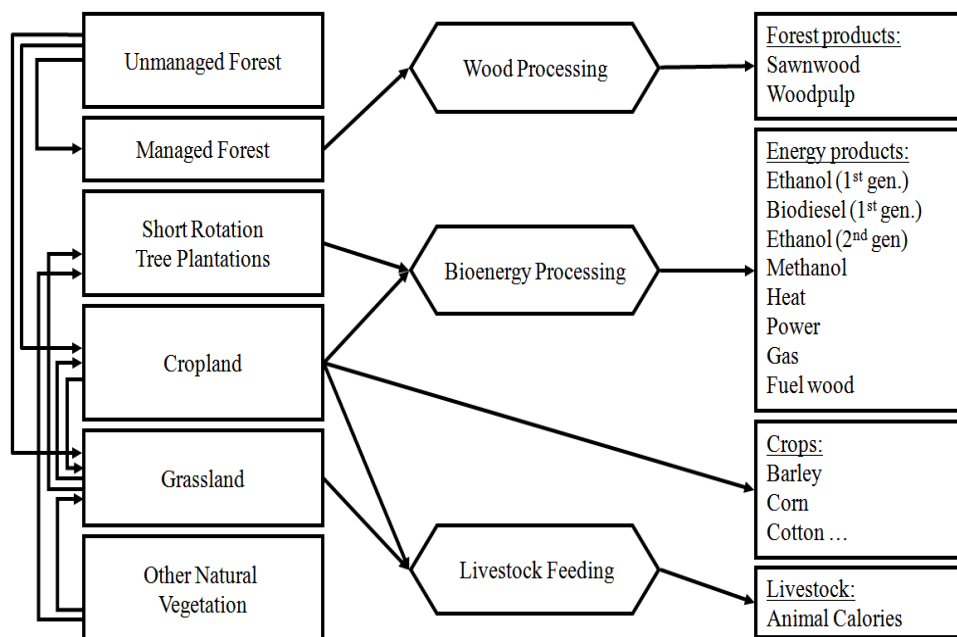 Unmanaged Forest
Managed Forest
Short Rotation
Tree Plantations
Cropland
Grassland
Other Natural
Vegetation
Wood Processing
Bioenergy Processing
Livestock Feeding
Forest products:
Sawnwood
Woodpulp
Energy products:
Ethanol (1st gen.)
Biodiesel (1st gen.)
Ethanol (2nd gen)
Methanol
Heat
Power
Gas
Fuel wood
Crops:
Barley
Corn
Cotton …
Livestock:
Animal Calories